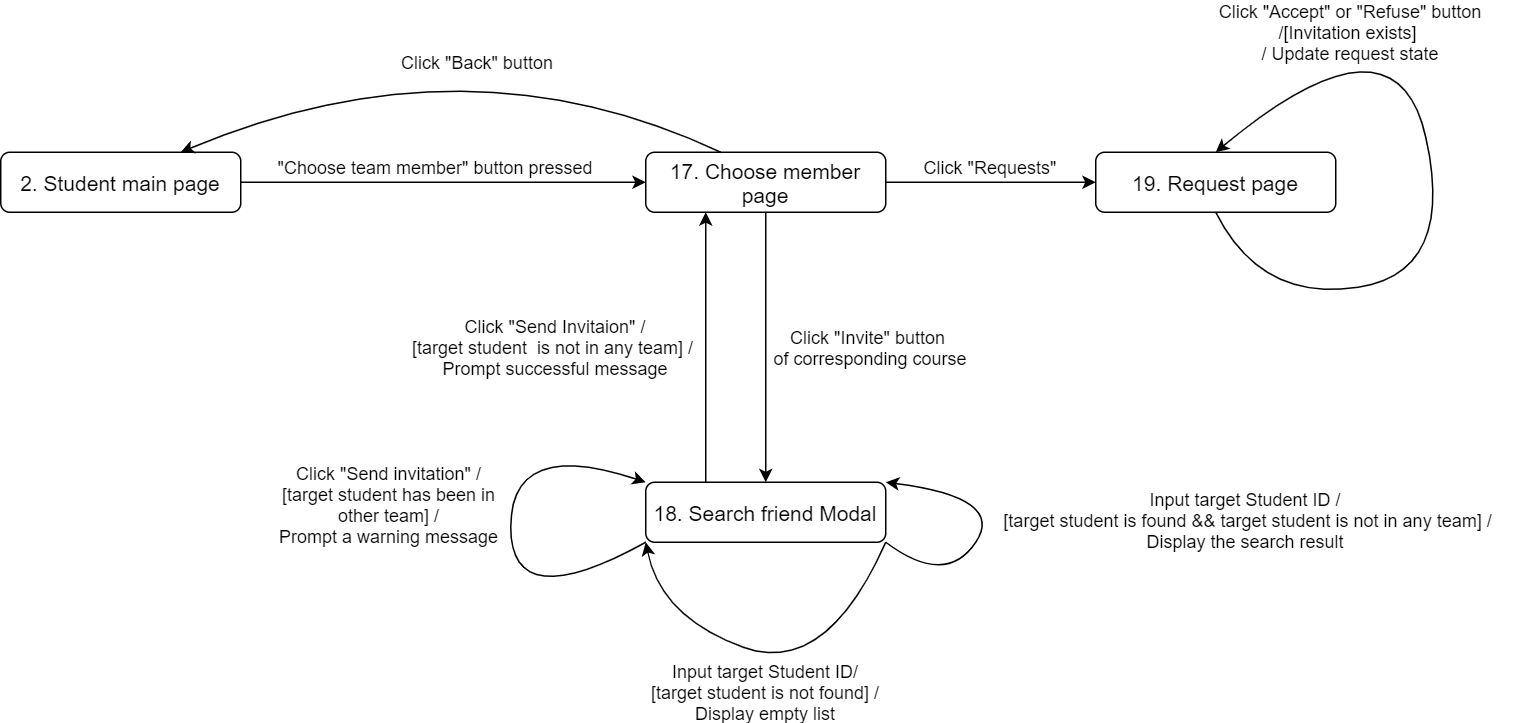 Click "Accept" or "Refuse" button
/[Invitation exists]
/ Update request state
Click "Back" button
2. Student main page
"Choose team member" button pressed
17. Choose member
page
Click "Requests"
19. Request page
Click "Send Invitaion" /
[target student  is not in any team] /
Prompt successful message
Click "Invite" button
of corresponding course
Click "Send invitation" /
[target student has been in
other team] /
Prompt a warning message
18. Search friend Modal
Input target Student ID /
[target student is found && target student is not in any team] /
Display the search result
Input target Student ID/
[target student is not found] /
Display empty list